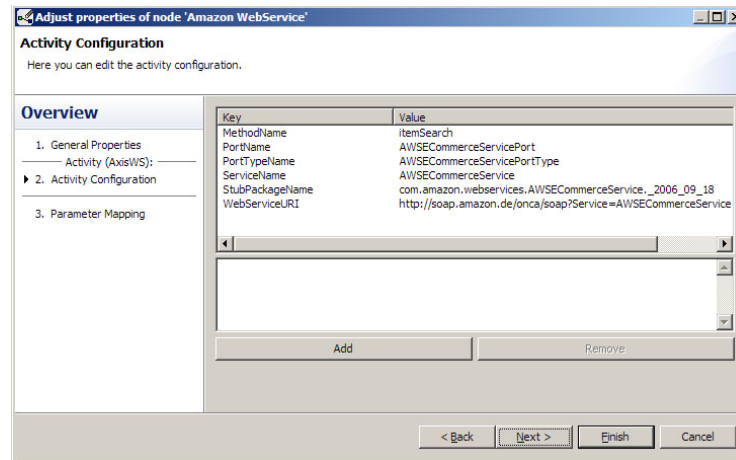 Adjust properties of node 'Amazon WebService'
Activity Configuration
Here you can edit the activity configuration.
Overview
1. General Properties
Activity (AxisWS):
2. Activity Configuration
3. Parameter Mapping
Key Value
MethodName itemSearch
PortName AWSECommerceServicePort
PortTypeName AWSECommerceServicePortType
ServiceName AWSECommerceService
StubPackageName com.amazon.webservices.AWSECommerceService._2006_09_18
WebServiceURI http://soap.amazon.de/onca/soap?Service=AWSECommerceService
Add Remove
< Back Next > Finish Cancel